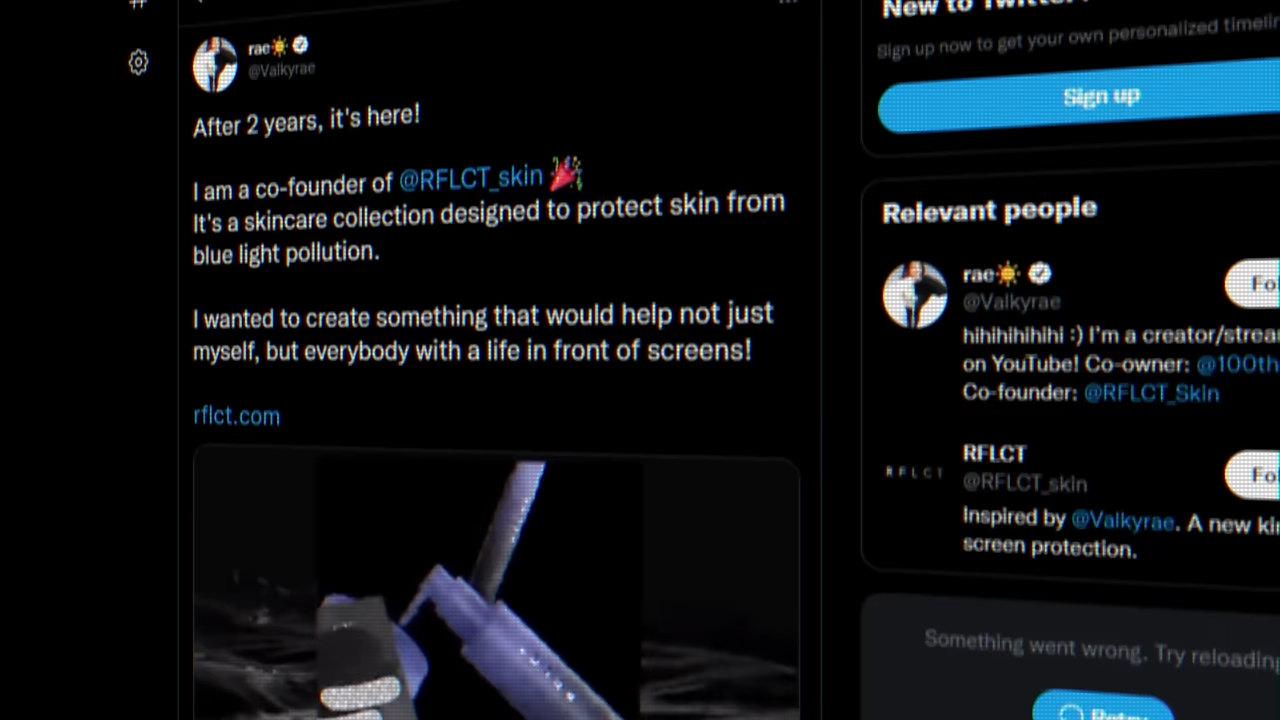 rae
@Valkyrae
After 2 years, it's here!
I am a co-founder of @RFLCT_skin
It's a skincare collection designed to protect skin from
blue light pollution.
I wanted to create something that would help not just
myself, but everybody with a life in front of screens!
rflct.com
New to Twitter
Sign up now to get your own personalized
Sign up
Relevant people
rae
@Valkyrae
hihihihihihi :) I'm a
on YouTube! Co-owner: @100th
Co-founder: @RFLCT_Skin
RFLCT
RFLCT
@RFLCT_skin
Inspired by @Valkyrae. A new
screen protection.
Something went wrong. Try reloading
Retry